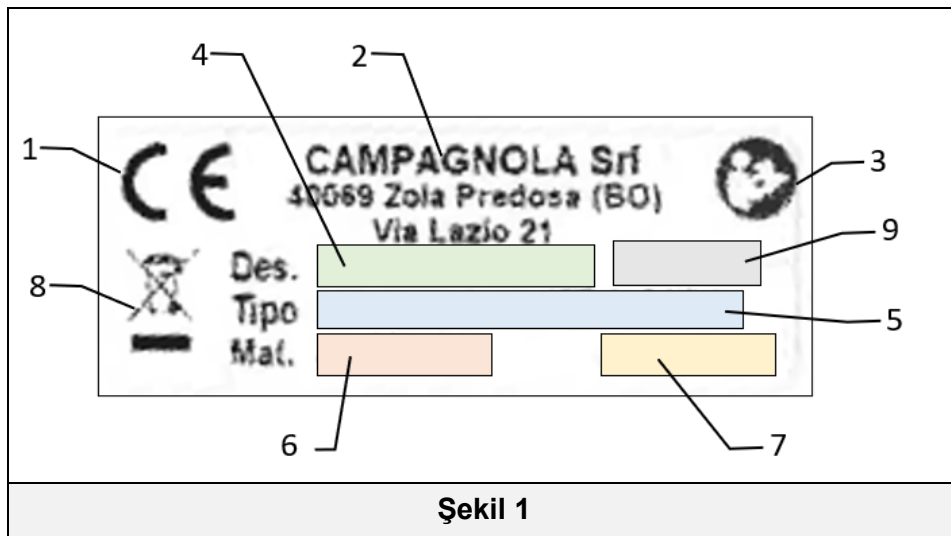 4
2
1
CE
CAMPAGNOLA Srl
3
40069 Zola Predosa (BO)
Via Lazio 21
9
8
Des.
Tipo
5
Mat.
6
7
Şekil 1